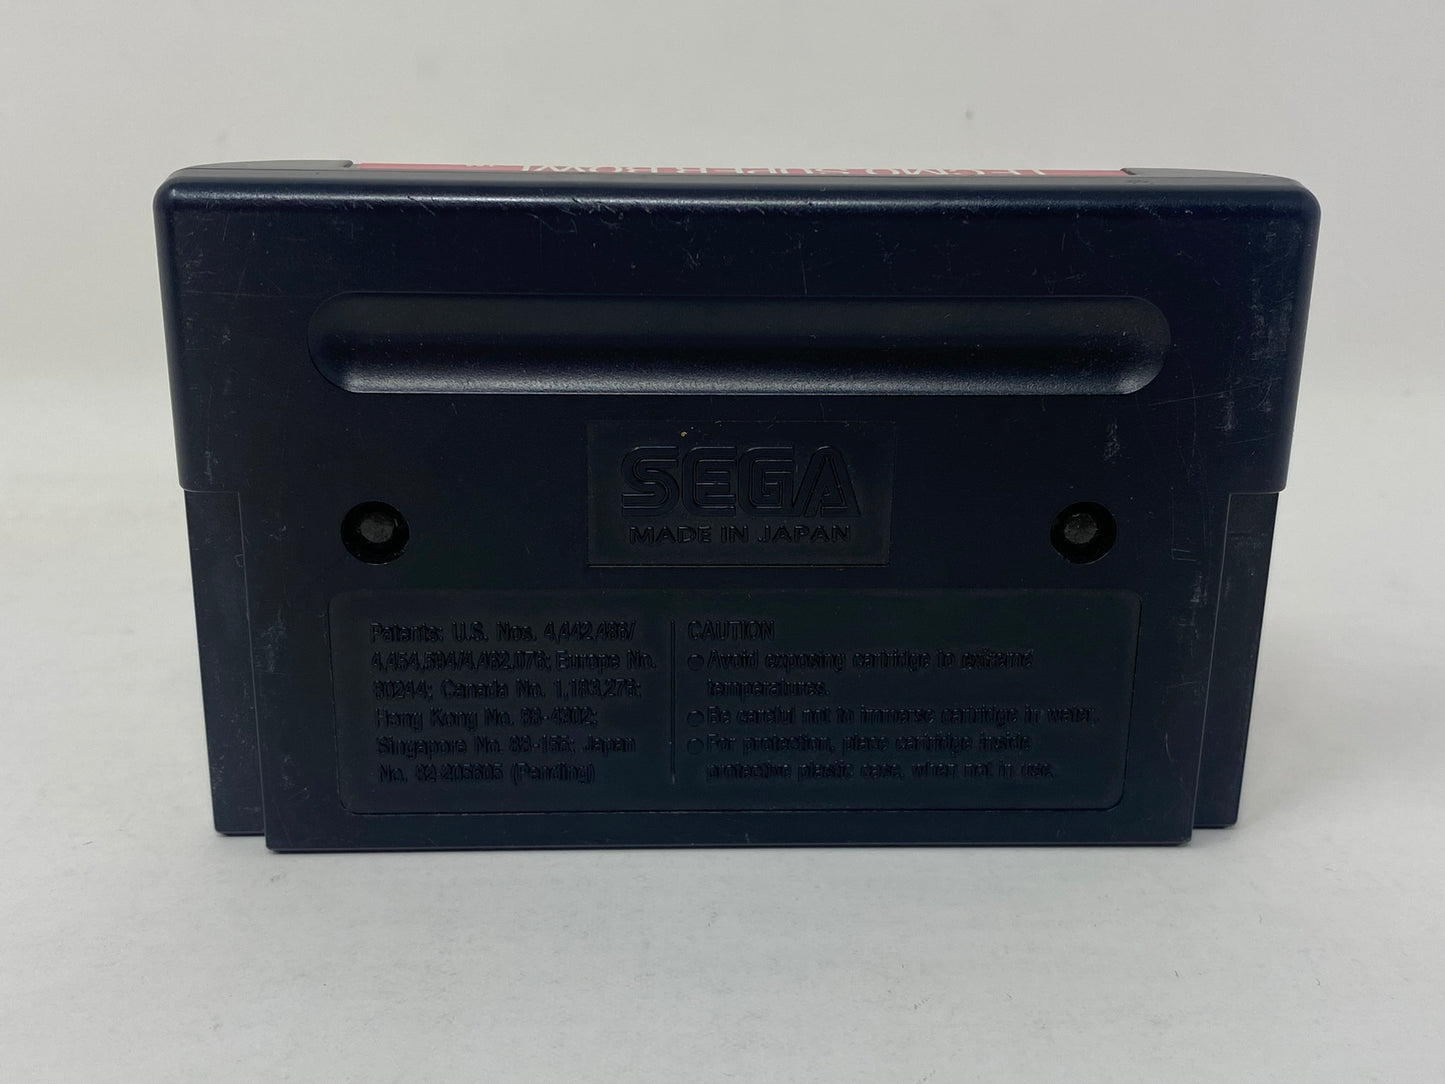 TECMO SUPER BOWL
SEGA
MADE IN JAPAN
Patents: U.S. Nos. 4,442,486/
4,454,594/4,462,076; Europe No.
80244; Canada No. 1,183,276;
Hong Kong No. 88-4302;
Singapore No. 88-155; Japan
No. 82-205605 (Pending)
CAUTION
Avoid exposing cartridge to extreme
temperatures.
Be careful not to immerse cartridge in water.
For protection, place cartridge inside
protective plastic case, when not in use.